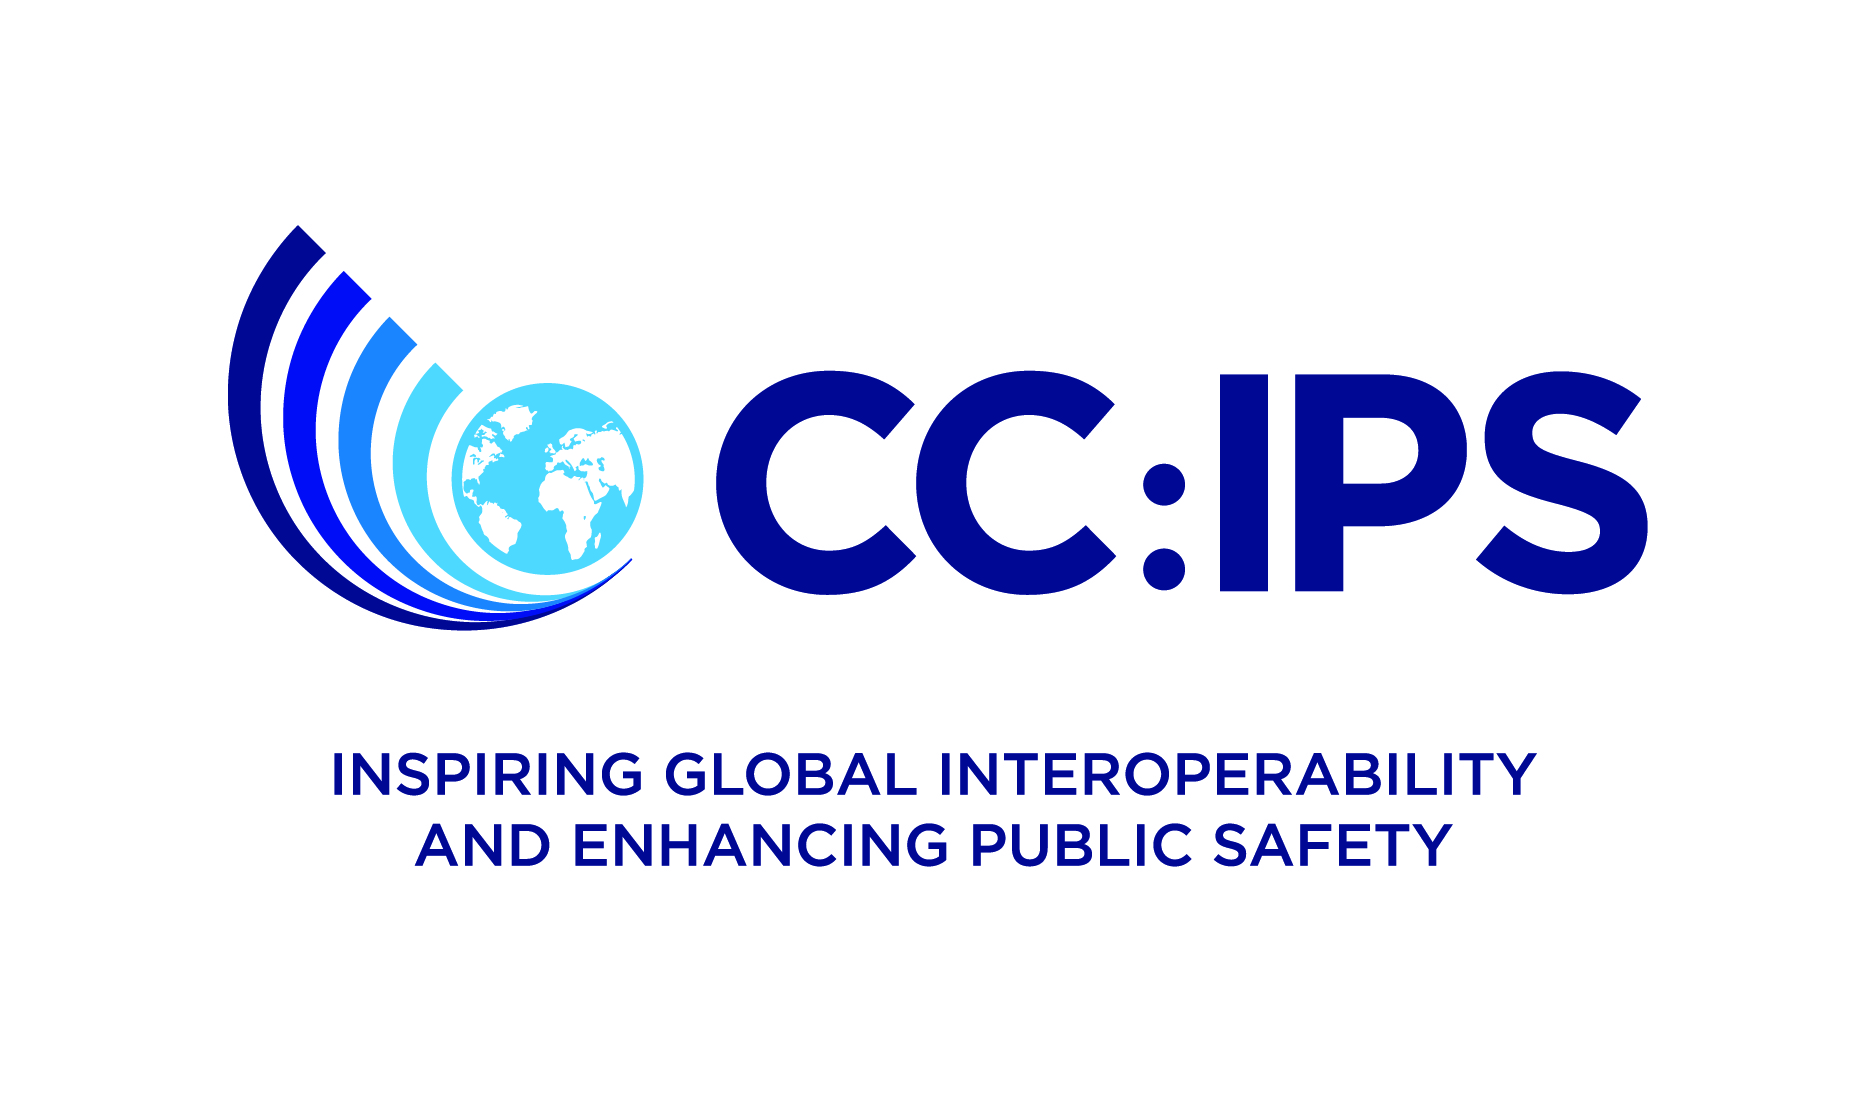 CC:IPS
INSPIRING GLOBAL INTEROPERABILITY
AND ENHANCING PUBLIC SAFETY